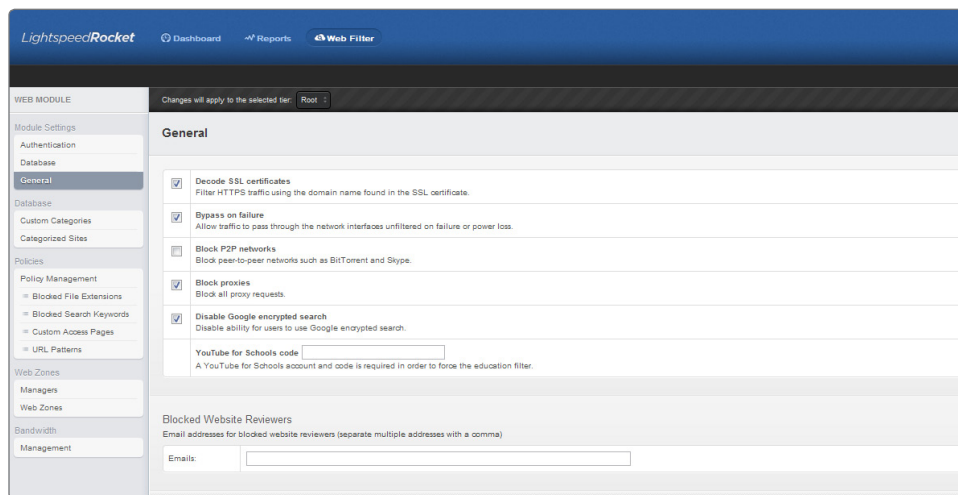 LightspeedRocket
Dashboard
Reports
Web Filter
WEB MODULE
Changes will apply to the selected tier: Root
Module Settings
Authentication
Database
General
Database
Custom Categories
Categorized Sites
Policies
Policy Management
Blocked File Extensions
Blocked Search Keywords
Custom Access Pages
URL Patterns
Web Zones
Managers
Web Zones
Bandwidth
Management
General
Decode SSL certificates
Filter HTTPS traffic using the domain name found in the SSL certificate.
Bypass on failure
Allow traffic to pass through the network interfaces unfiltered on failure or power loss.
Block P2P networks
Block peer-to-peer networks such as BitTorrent and Skype.
Block proxies
Block all proxy requests.
Disable Google encrypted search
Disable ability for users to use Google encrypted search.
YouTube for Schools code
A YouTube for Schools account and code is required in order to force the education filter.
Blocked Website Reviewers
Email addresses for blocked website reviewers (separate multiple addresses with a comma)
Emails: